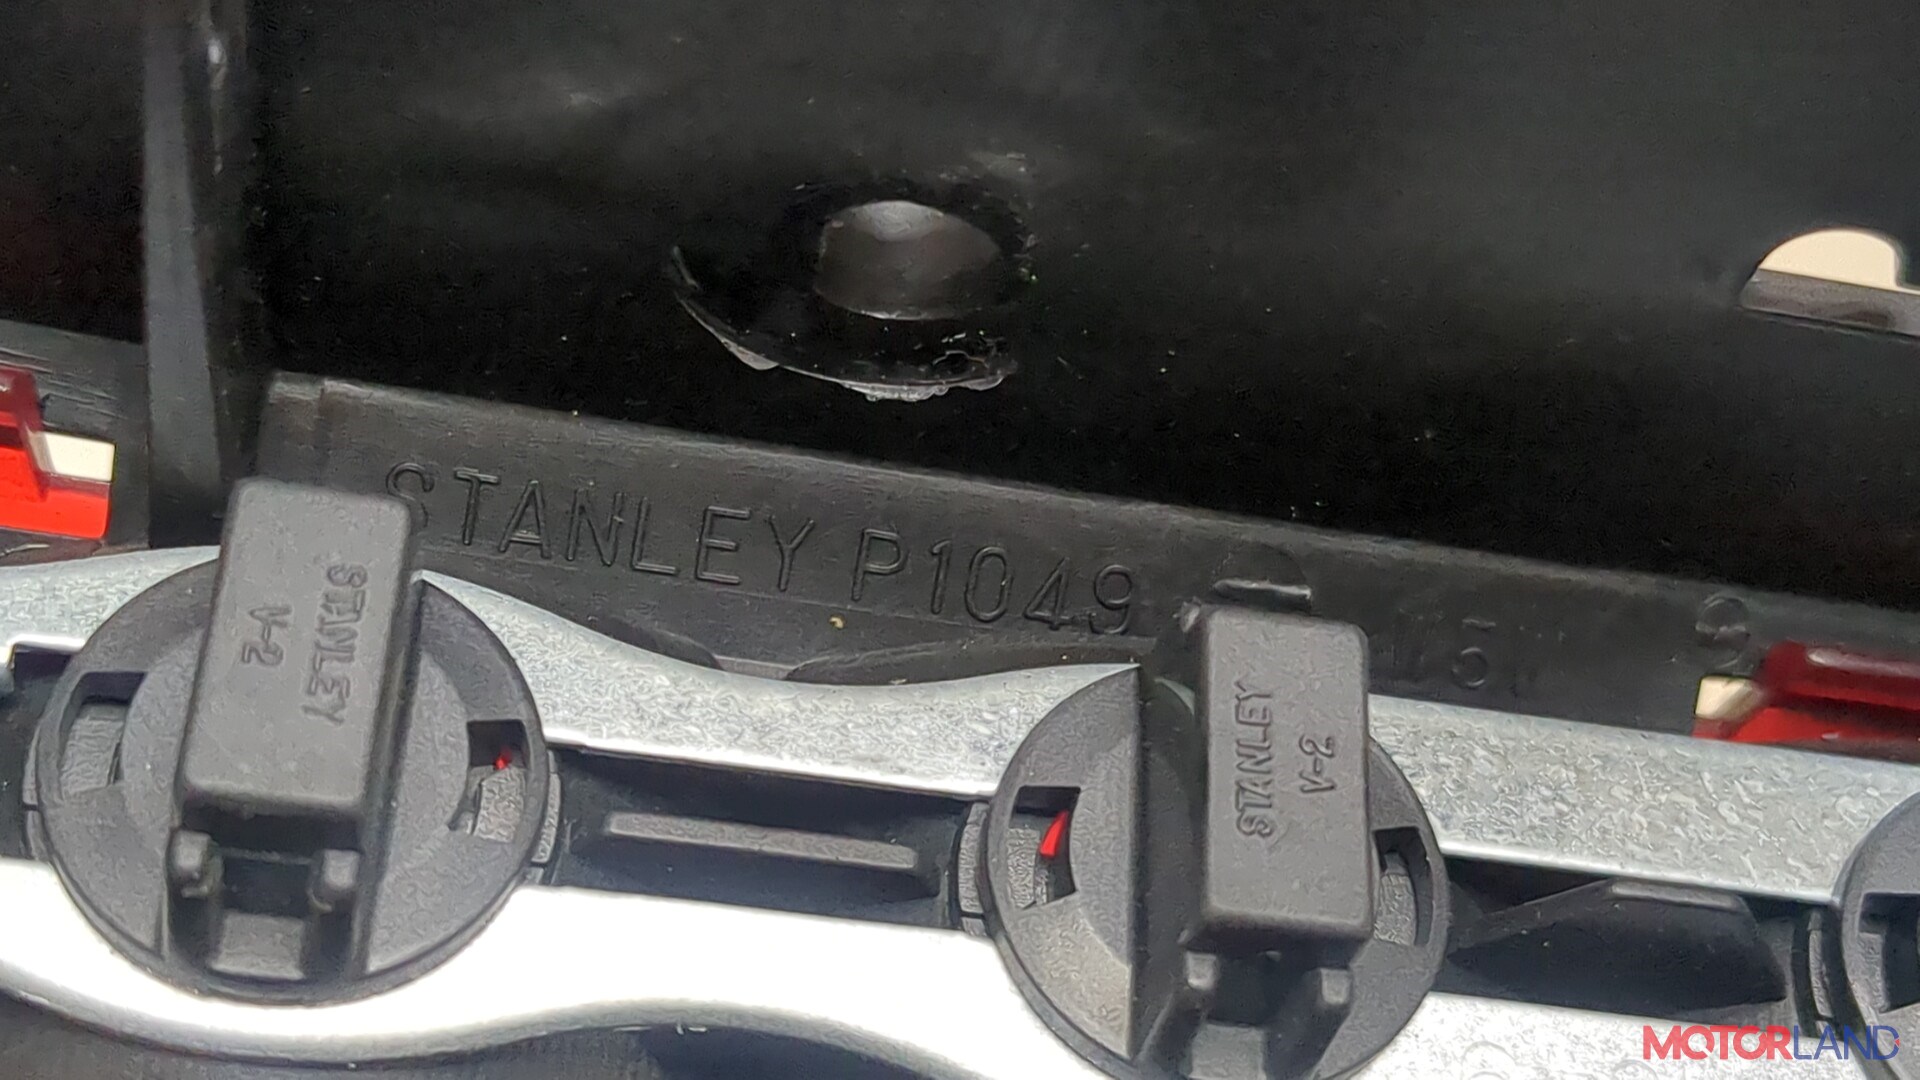 STANLEY P1049
STANLEY
V-2
STANLEY
V-2
MOTORLAND